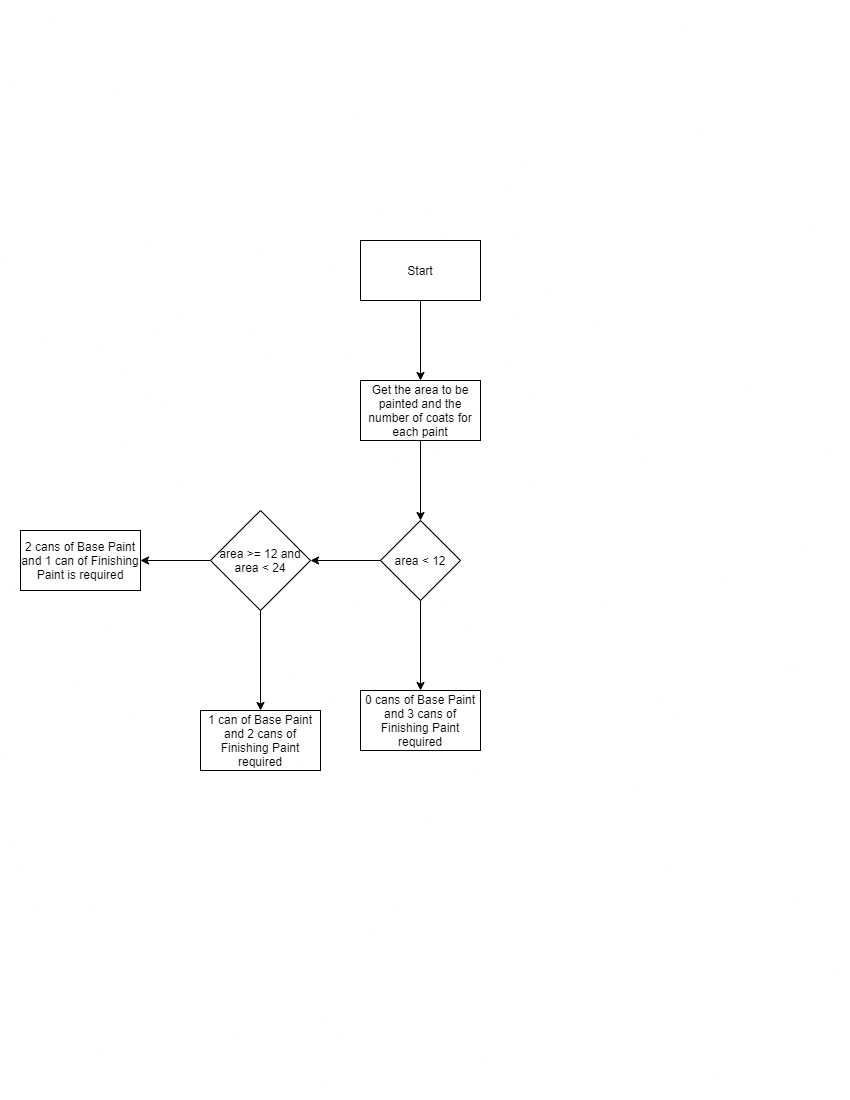 Start
Get the area to be
painted and the
number of coats for
each paint
area < 12
area >= 12 and
area < 24
2 cans of Base Paint
and 1 can of Finishing
Paint is required
0 cans of Base Paint
and 3 cans of
Finishing Paint
required
1 can of Base Paint
and 2 cans of
Finishing Paint
required